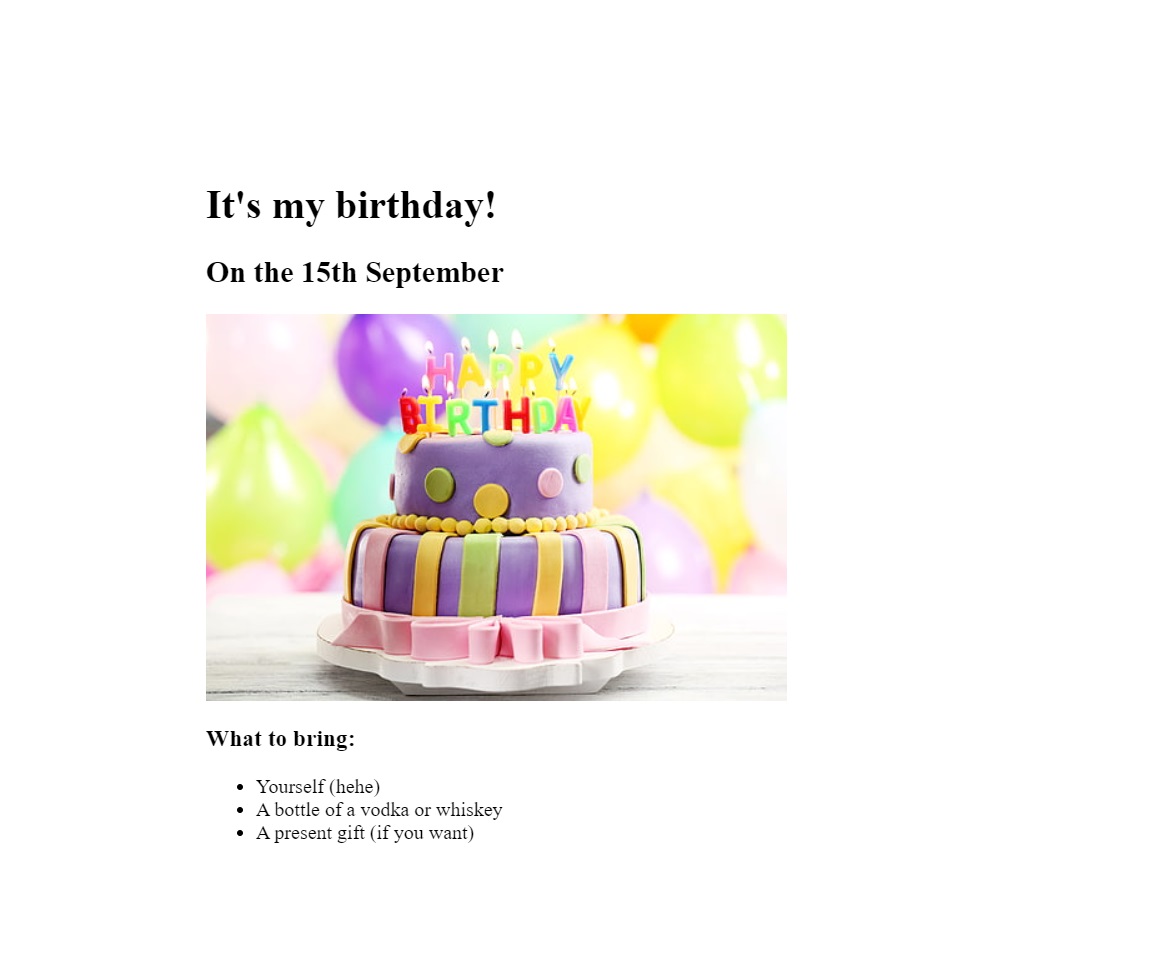 It's my birthday!
On the 15th September
HAPPY
BIRTHDAY
What to bring:
Yourself (hehe)
A bottle of a vodka or whiskey
A present gift (if you want)